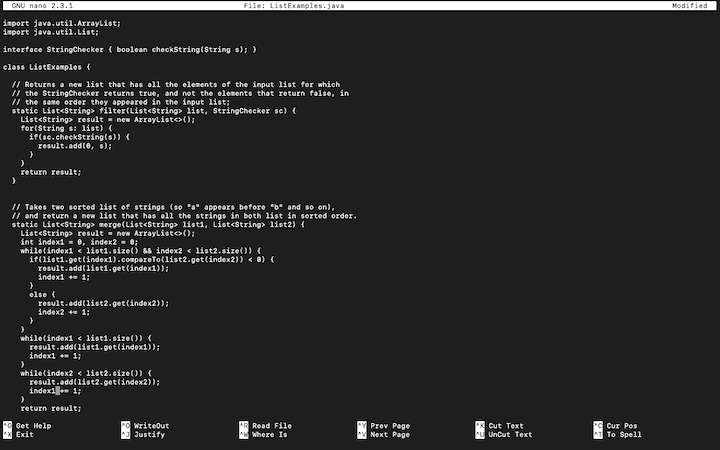 GNU nano 2.3.1 File: ListExamples.java Modified
import java.util.ArrayList;
import java.util.List;
interface StringChecker { boolean checkString(String s); }
class ListExamples {
// Returns a new list that has all the elements of the input list for which
// the StringChecker returns true, and not the elements that return false, in
// the same order they appeared in the input list;
static List<String> filter(List<String> list, StringChecker sc) {
List<String> result = new ArrayList<>();
for(String s: list) {
if(sc.checkString(s)) {
result.add(0, s);
}
}
return result;
}
// Takes two sorted list of strings (so "a" appears before "b" and so on),
// and return a new list that has all the strings in both list in sorted order.
static List<String> merge(List<String> list1, List<String> list2) {
List<String> result = new ArrayList<>();
int index1 = 0, index2 = 0;
while(index1 < list1.size() && index2 < list2.size()) {
if(list1.get(index1).compareTo(list2.get(index2)) < 0) {
result.add(list1.get(index1));
index1 += 1;
}
else {
result.add(list2.get(index2));
index2 += 1;
}
}
while(index1 < list1.size()) {
result.add(list1.get(index1));
index1 += 1;
}
while(index2 < list2.size()) {
result.add(list2.get(index2));
index1 += 1;
}
return result;
^G Get Help ^O WriteOut ^R Read File ^Y Prev Page ^K Cut Text ^C Cur Pos
^X Exit ^J Justify ^W Where Is ^V Next Page ^U UnCut Text ^T To Spell